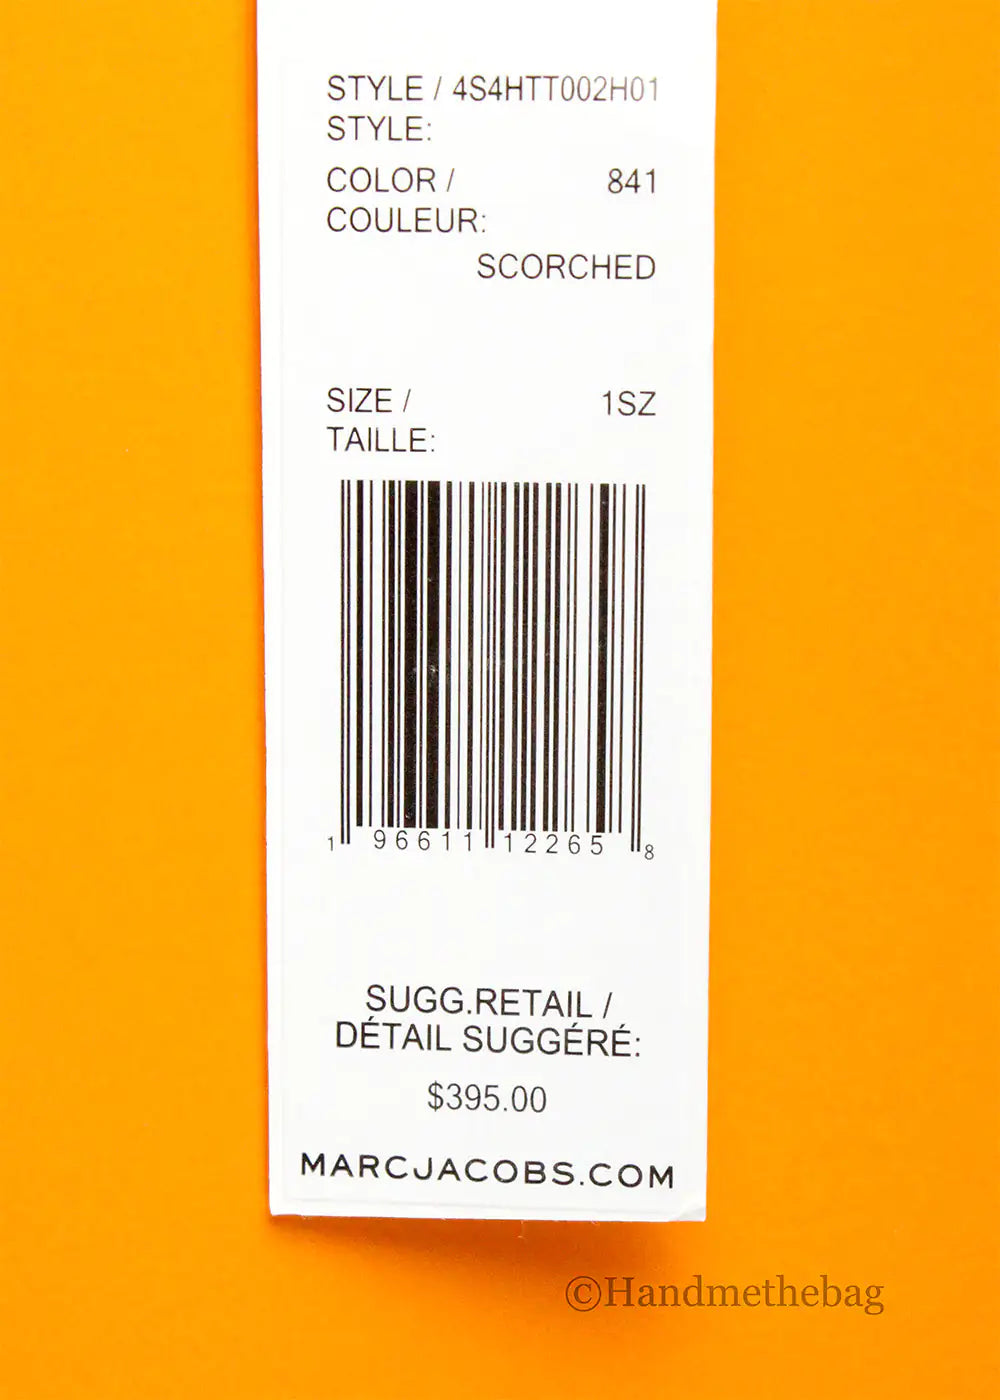 STYLE / 4S4HTT002H01
STYLE:
COLOR / 841
COULEUR:
SCORCHED
SIZE / 1SZ
TAILLE:
1 96611 12265 8
SUGG.RETAIL /
DÉTAIL SUGGÉRÉ:
$395.00
MARCJACOBS.COM
©Handmethebag